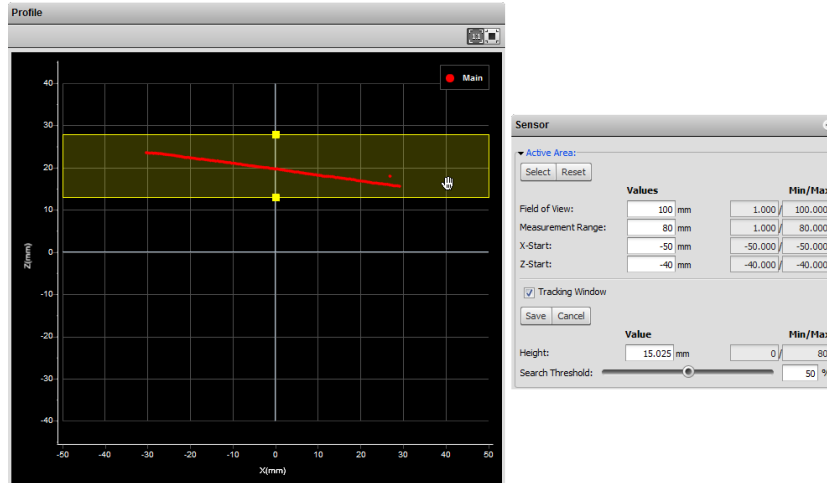 Profile
Main
40
30
20
10
0
-10
-20
-30
-40
Z(mm)
-50 -40 -30 -20 -10 0 10 20 30 40 50
X(mm)
Sensor
Active Area:
Select Reset
Values Min/Max
Field of View: 100 mm 1.000 / 100.000
Measurement Range: 80 mm 1.000 / 80.000
X-Start: -50 mm -50.000 / -50.000
Z-Start: -40 mm -40.000 / -40.000
Tracking Window
Save Cancel
Value Min/Max
Height: 15.025 mm 0 / 80
Search Threshold: 50 %